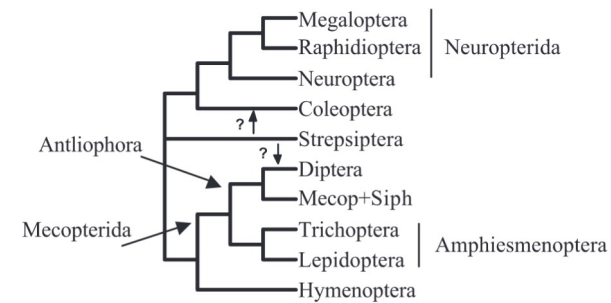 Megaloptera
Raphidioptera
Neuropterida
Neuroptera
Coleoptera
?
Strepsiptera
Antliophora
?
Diptera
Mecop+Siph
Mecopterida
Trichoptera
Amphiesmenoptera
Lepidoptera
Hymenoptera